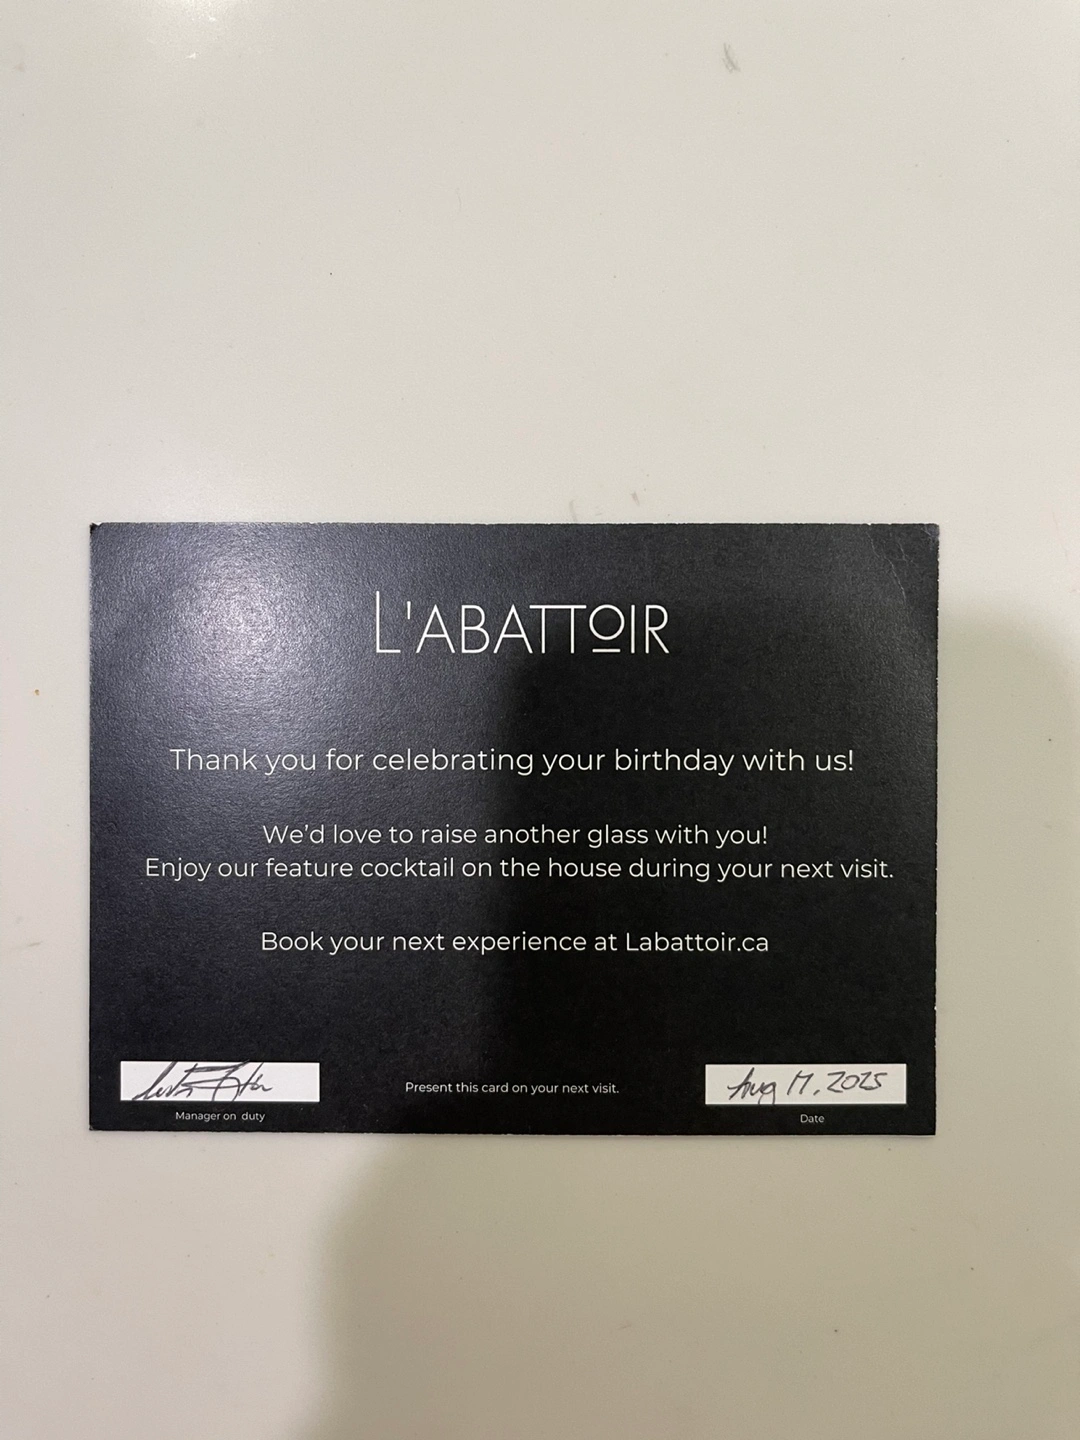 L'ABATTOIR
Thank you for celebrating your birthday with us!
We'd love to raise another glass with you!
Enjoy our feature cocktail on the house during your next visit.
Book your next experience at Labattoir.ca
Present this card on your next visit.
Aug 17, 2025
Manager on duty
Date